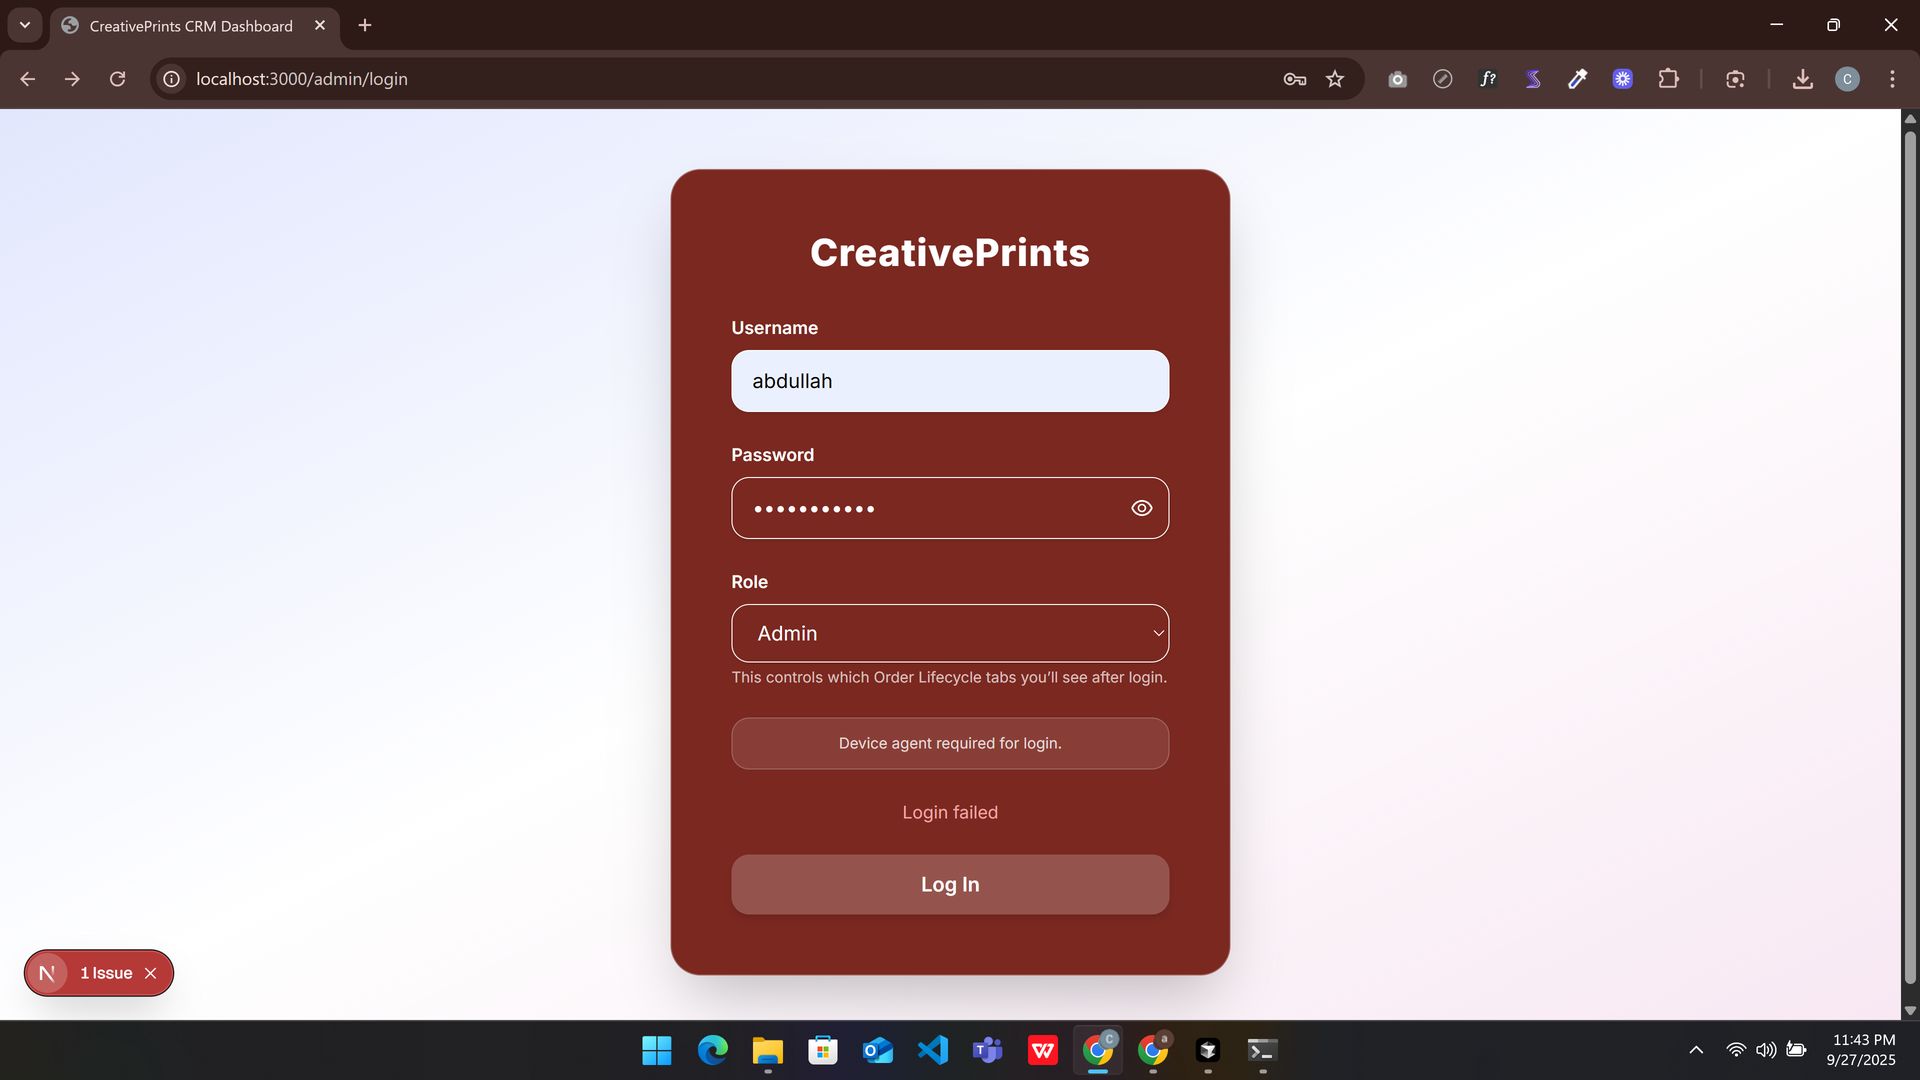 CreativePrints CRM Dashboard
localhost:3000/admin/login
f?
C
CreativePrints
Username
abdullah
Password
•••••••••••
Role
Admin
This controls which Order Lifecycle tabs you’ll see after login.
Device agent required for login.
Login failed
Log In
N 1 Issue
C
a
11:43 PM
9/27/2025